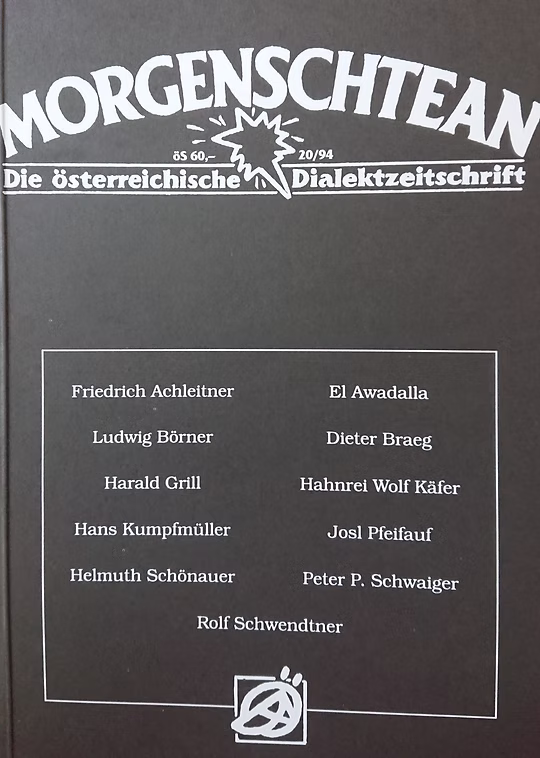 MORGENSCHTEAN
öS 60,– 20/94
Die österreichische Dialektzeitschrift
Friedrich Achleitner
El Awadalla
Ludwig Börner
Dieter Braeg
Harald Grill
Hahnrei Wolf Käfer
Hans Kumpfmüller
Josl Pfeifauf
Helmuth Schönauer
Peter P. Schwaiger
Rolf Schwendtner
Ö